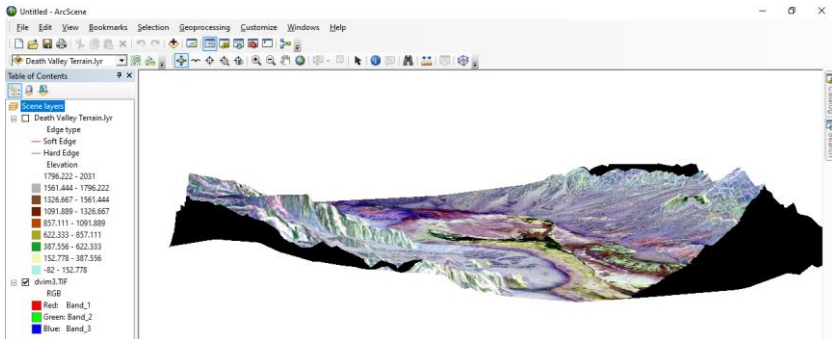 Untitled - ArcScene
File Edit View Bookmarks Selection Geoprocessing Customize Windows Help
Death Valley Terrain.lyr
Table of Contents
Scene layers
Death Valley Terrain.lyr
Edge type
Soft Edge
Hard Edge
Elevation
1796.222 - 2031
1561.444 - 1796.222
1326.667 - 1561.444
1091.889 - 1326.667
857.111 - 1091.889
622.333 - 857.111
387.556 - 622.333
152.778 - 387.556
-82 - 152.778
dvim3.TIF
RGB
Red: Band_1
Green: Band_2
Blue: Band_3